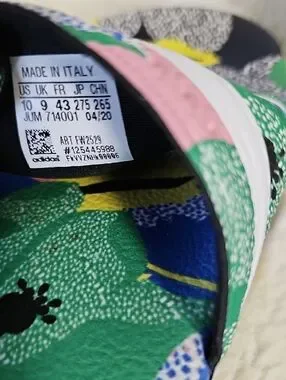 MADE IN ITALY
US UK FR JP CHN
10 9 43 275 265
JUM 714001 04/20
ART FW2529
#125445988
adidas